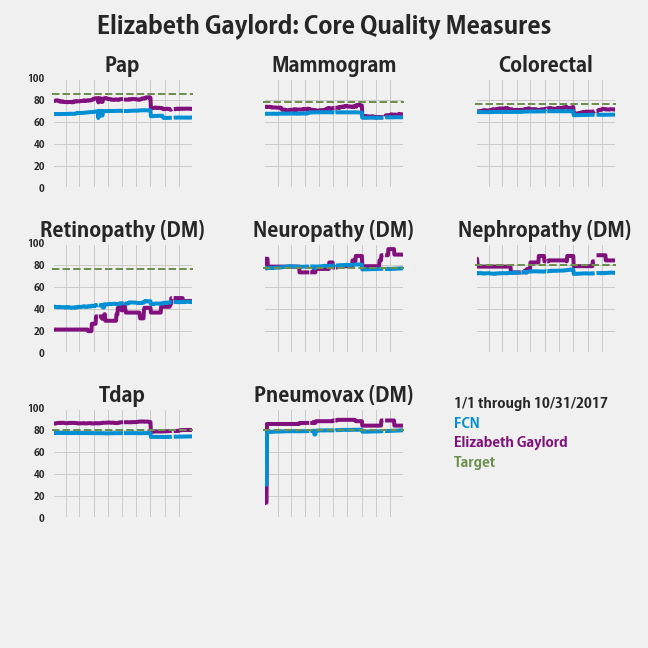 Elizabeth Gaylord: Core Quality Measures
Pap
Mammogram
Colorectal
100
80
60
40
20
0
Retinopathy (DM)
Neuropathy (DM)
Nephropathy (DM)
100
80
60
40
20
0
Tdap
Pneumovax (DM)
100
80
60
40
20
0
1/1 through 10/31/2017
FCN
Elizabeth Gaylord
Target